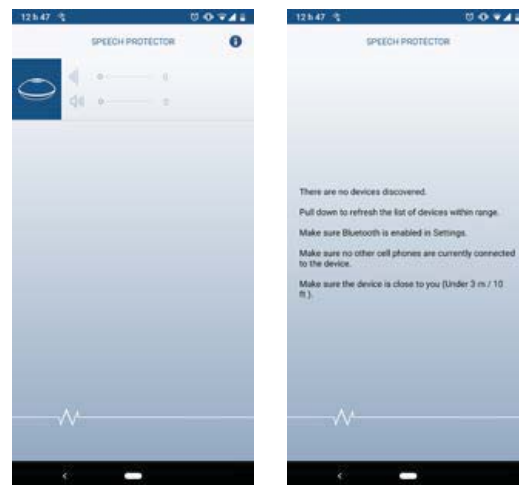 12 h 47
SPEECH PROTECTOR
0
0
12 h 47
SPEECH PROTECTOR
There are no devices discovered.
Pull down to refresh the list of devices within range.
Make sure Bluetooth is enabled in Settings.
Make sure no other cell phones are currently connected
to the device.
Make sure the device is close to you (Under 3 m / 10
ft ).